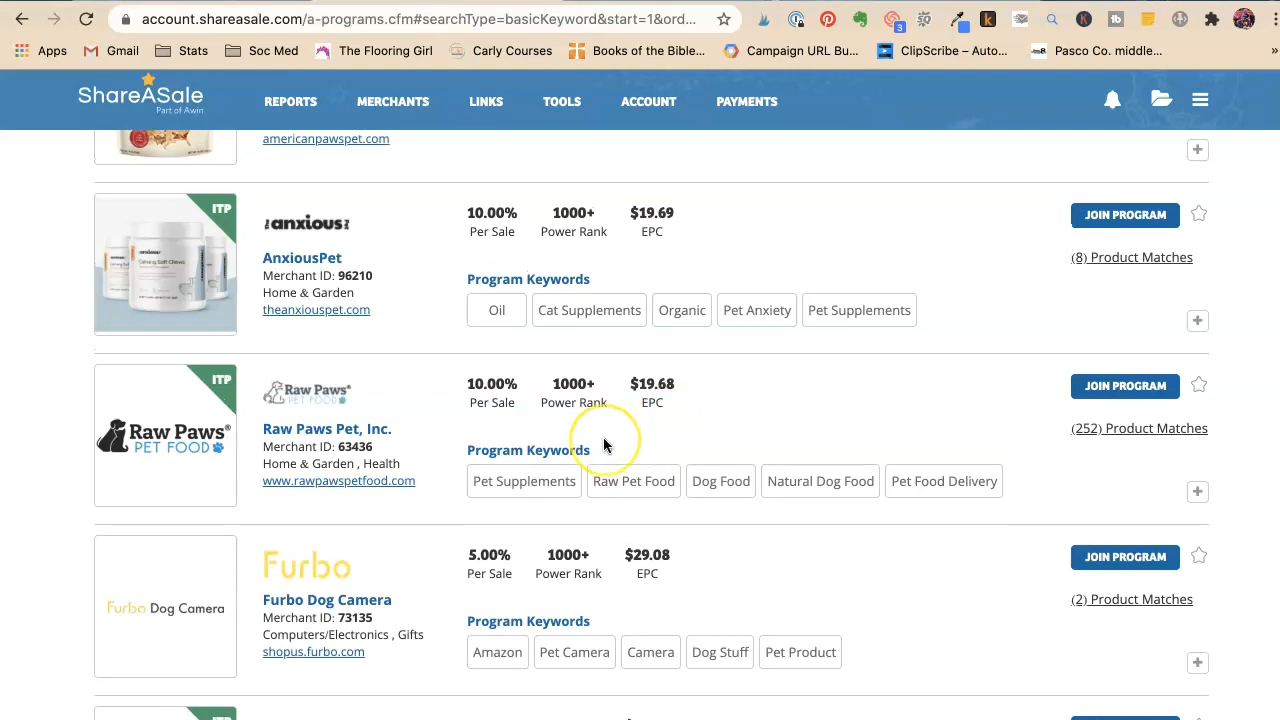 account.shareasale.com/a-programs.cfm#searchType=basicKeyword&start=1&ord...
3
Apps Gmail Stats Soc Med The Flooring Girl Carly Courses Books of the Bible... Campaign URL Bu... ClipScribe – Auto... Pasco Co. middle... »
ShareASale
Part of Awin
REPORTS MERCHANTS LINKS TOOLS ACCOUNT PAYMENTS
americanpawspet.com
ITP
anxious
10.00% 1000+ $19.69
Per Sale Power Rank EPC
JOIN PROGRAM
AnxiousPet
(8) Product Matches
Merchant ID: 96210
Home & Garden
theanxiouspet.com
Program Keywords
Oil Cat Supplements Organic Pet Anxiety Pet Supplements
ITP
Raw Paws
PET FOOD
Raw Paws
PET FOOD
10.00% 1000+ $19.68
Per Sale Power Rank EPC
JOIN PROGRAM
Raw Paws Pet, Inc.
(252) Product Matches
Merchant ID: 63436
Home & Garden , Health
www.rawpawspetfood.com
Program Keywords
Pet Supplements Raw Pet Food Dog Food Natural Dog Food Pet Food Delivery
Furbo Dog Camera
Furbo
5.00% 1000+ $29.08
Per Sale Power Rank EPC
JOIN PROGRAM
Furbo Dog Camera
(2) Product Matches
Merchant ID: 73135
Computers/Electronics , Gifts
shopus.furbo.com
Program Keywords
Amazon Pet Camera Camera Dog Stuff Pet Product